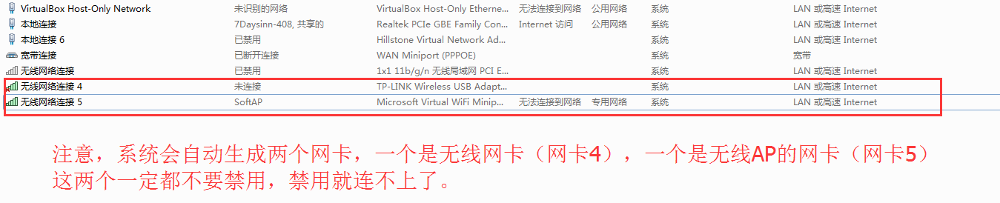 VirtualBox Host-Only Network 未识别的网络 VirtualBox Host-Only Etherne... 无法连接到网络 公用网络 系统 LAN 或高速 Internet
本地连接 7Daysinn-408, 共享的 Realtek PCIe GBE Family Con... Internet 访问 公用网络 系统 LAN 或高速 Internet
本地连接 6 已禁用 Hillstone Virtual Network Ad... 系统 LAN 或高速 Internet
宽带连接 已断开连接 WAN Miniport (PPPOE) 系统 宽带
无线网络连接 已禁用 1x1 11b/g/n 无线局域网 PCI E... 系统 LAN 或高速 Internet
无线网络连接 4 未连接 TP-LINK Wireless USB Adapt... 系统 LAN 或高速 Internet
无线网络连接 5 SoftAP Microsoft Virtual WiFi Minip... 无法连接到网络 专用网络 系统 LAN 或高速 Internet
注意，系统会自动生成两个网卡，一个是无线网卡（网卡4），一个是无线AP的网卡（网卡5）
这两个一定都不要禁用，禁用就连不上了。